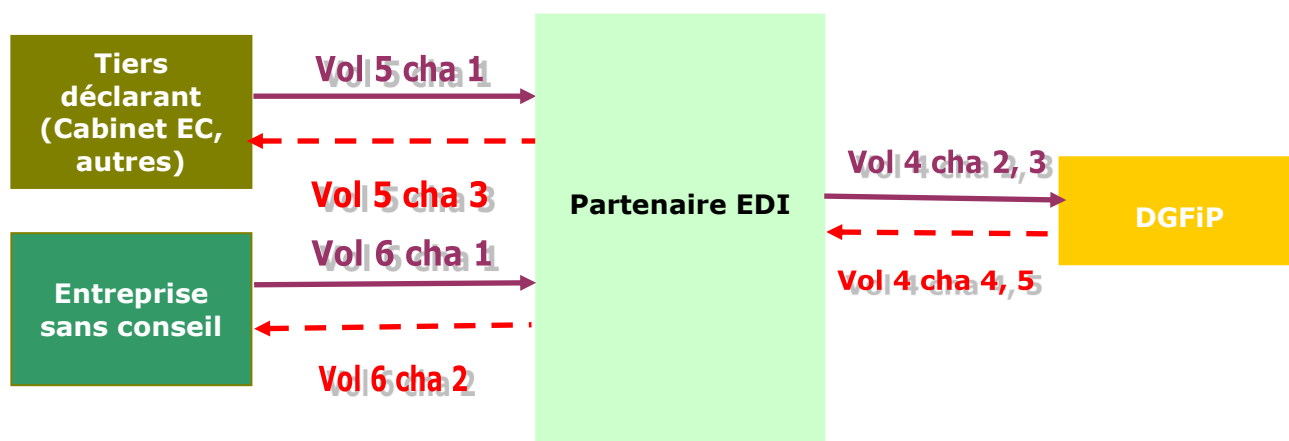 Tiers
déclarant
(Cabinet EC,
autres)
Vol 5 cha 1
Vol 5 cha 3
Vol 6 cha 1
Entreprise
sans conseil
Vol 6 cha 2
Partenaire EDI
Vol 4 cha 2, 3
DGFiP
Vol 4 cha 4, 5